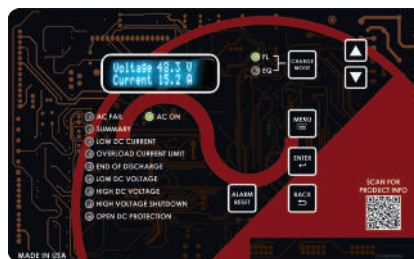 Voltage 48.3 V
Current 15.2 A
FL
EQ
CHARGE
MODE
AC FAIL
AC ON
SUMMARY
LOW DC CURRENT
OVERLOAD CURRENT LIMIT
END OF DISCHARGE
LOW DC VOLTAGE
HIGH DC VOLTAGE
HIGH VOLTAGE SHUTDOWN
OPEN DC PROTECTION
MENU
ENTER
ALARM
RESET
BACK
SCAN FOR
PRODUCT INFO
MADE IN USA